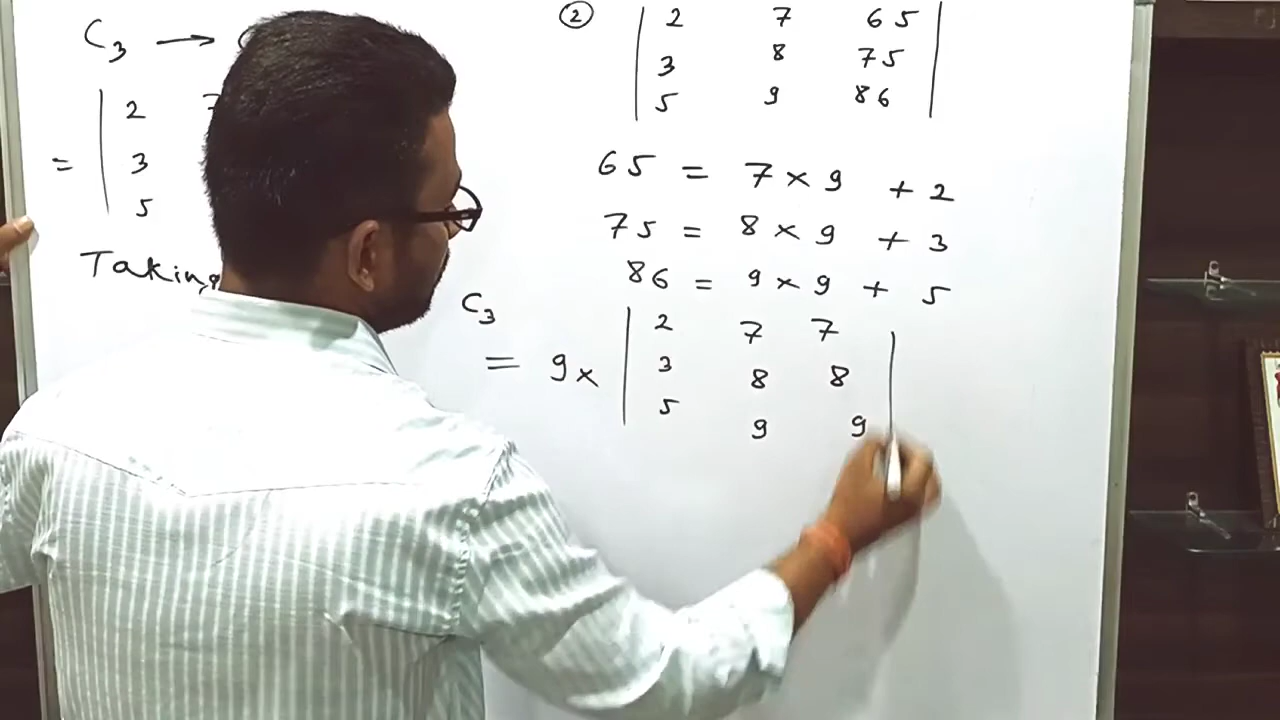 C₃ →
| 2
= | 3
| 5
Taking
C₃
② | 2 7 65 |
| 3 8 75 |
| 5 9 86 |
65 = 7 × 9 + 2
75 = 8 × 9 + 3
86 = 9 × 9 + 5
| 2 7 7 |
= 9 × | 3 8 8 |
| 5 9 9 |